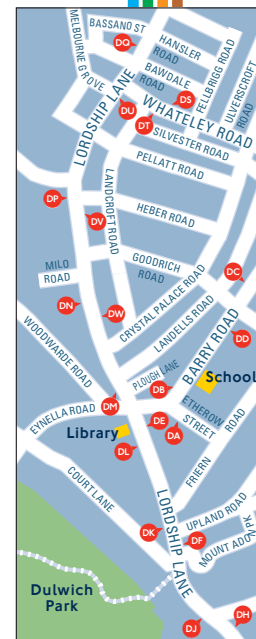 BASSANO ST
MELBOURNE GROVE
DQ
HANSLER
ROAD
FELLBRIGG ROAD
ULVERSCROFT
ROAD
BAWDALE
ROAD
DS
LORDSHIP LANE
DU
DT
WHATELEY ROAD
SILVESTER ROAD
PELLATT ROAD
DP
LANDCROFT ROAD
HEBER ROAD
DV
GOODRICH
ROAD
MILO
ROAD
DC
CRYSTAL PALACE ROAD
DN
DW
LANDELLS ROAD
BARRY ROAD
DD
WOODWARDE ROAD
PLOUGH LANE
School
DB
DM
ETHEROW
STREET
EYNELLA ROAD
DE
DA
Library
FRIERN
ROAD
DL
COURT LANE
LORDSHIP LANE
UPLAND ROAD
DK
DF
MOUNT ADON PK
Dulwich
Park
DH
DJ